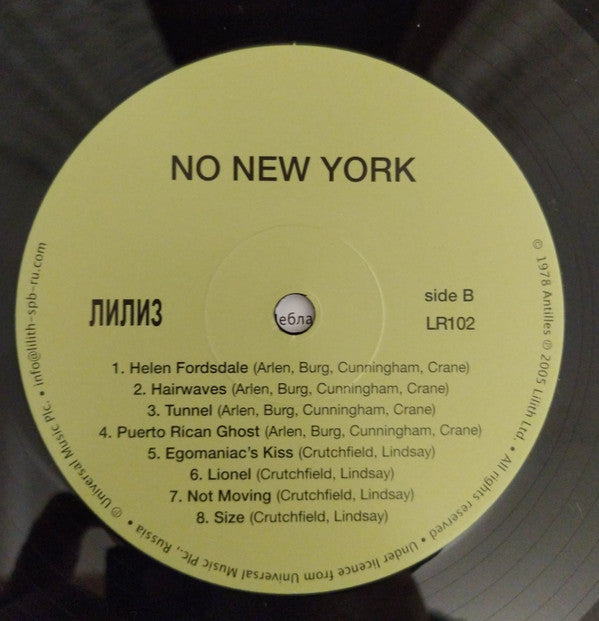 NO NEW YORK
ЛИЛИЗ
side B
LR102
ебла
1. Helen Fordsdale (Arlen, Burg, Cunningham, Crane)
2. Hairwaves (Arlen, Burg, Cunningham, Crane)
3. Tunnel (Arlen, Burg, Cunningham, Crane)
4. Puerto Rican Ghost (Arlen, Burg, Cunningham, Crane)
5. Egomaniac's Kiss (Crutchfield, Lindsay)
6. Lionel (Crutchfield, Lindsay)
7. Not Moving (Crutchfield, Lindsay)
8. Size (Crutchfield, Lindsay)
© 1978 Antilles ℗ 2005 Lilith Ltd. • All rights reserved • Under licence from Universal Music Plc., Russia • ℗ Universal Music Plc. • info@lilith-spb-ru.com